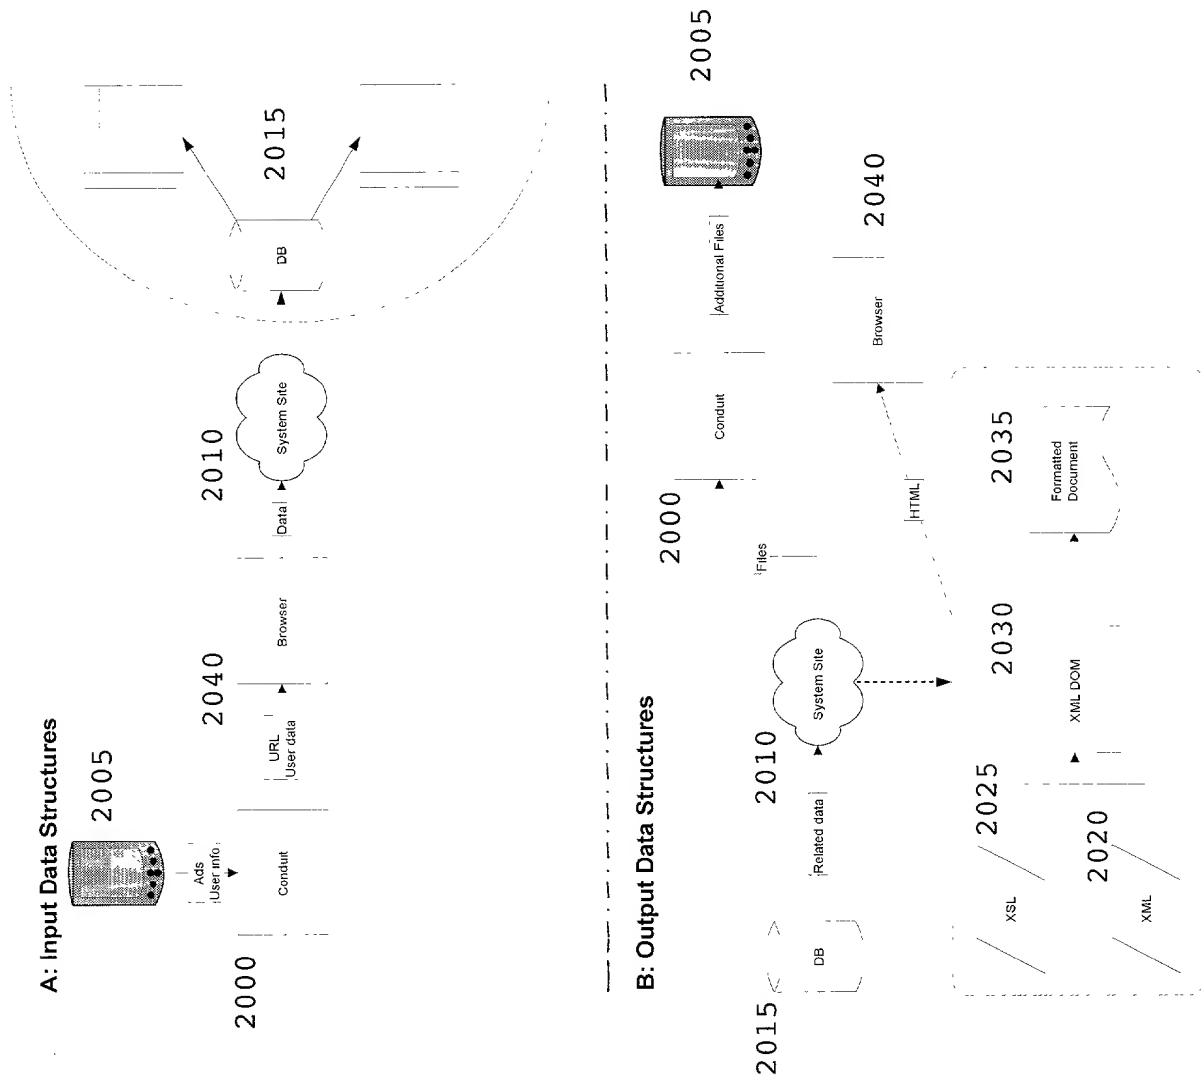 A: Input Data Structures
2005
Ads
User info
2000
Conduit
URL
User data
2040
Browser
Data
2010
System Site
DB
2015
B: Output Data Structures
2015
DB
Related data
2010
System Site
Files
2000
Conduit
Additional Files
2005
HTML
Browser
2040
XSL
2025
XML
2020
XML DOM
2030
Formatted
Document
2035